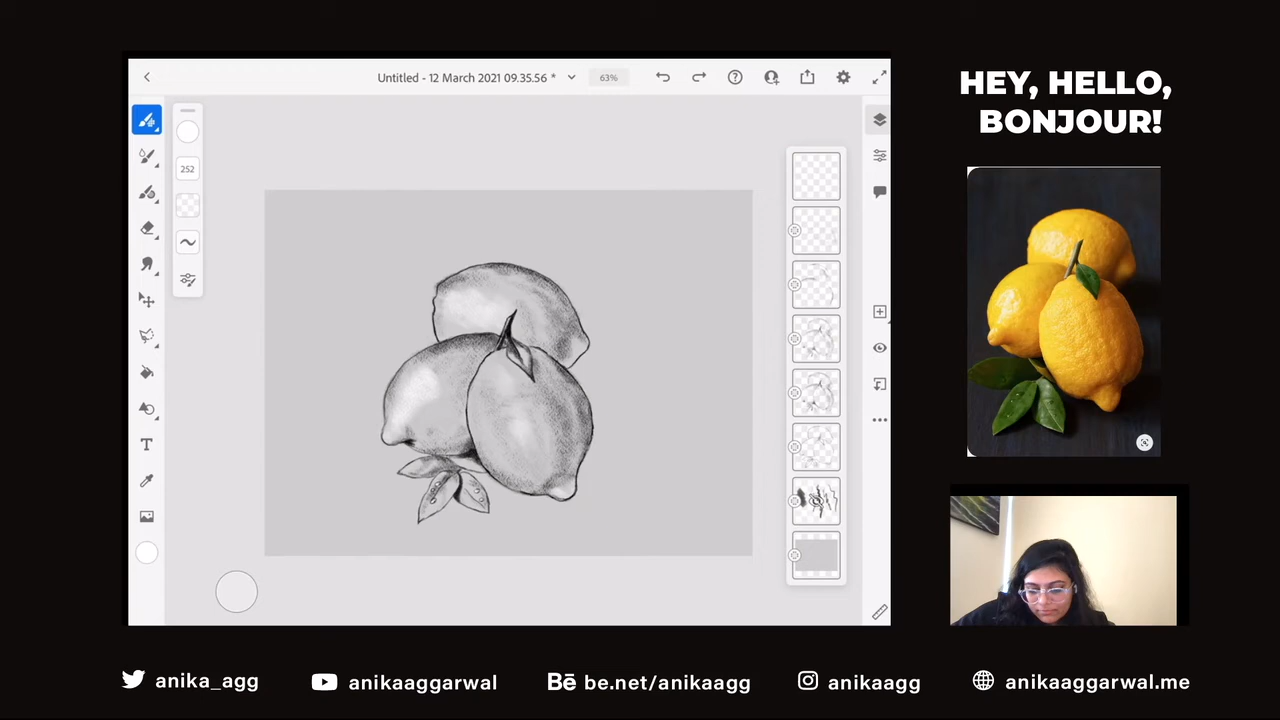 Untitled - 12 March 2021 09.35.56 *
63%
252
HEY, HELLO,
BONJOUR!
anika_agg
anikaaggarwal
Bē be.net/anikaagg
anikaagg
anikaaggarwal.me